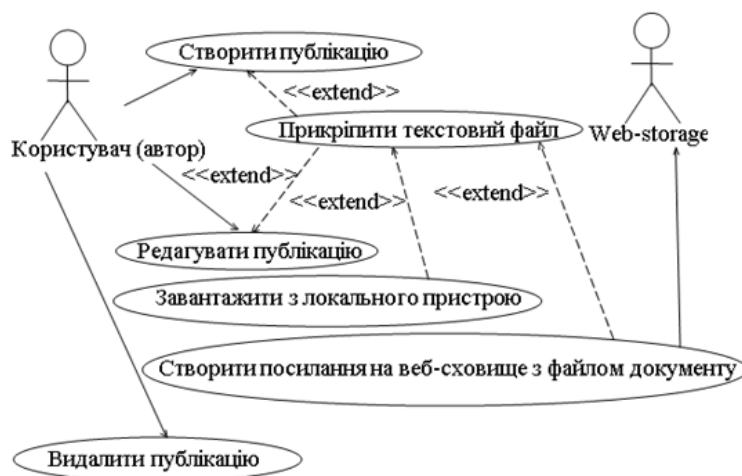 Створити публікацію
<<extend>>
Прикріпити текстовий файл
Web-storage
Користувач (автор)
<<extend>>
<<extend>>
<<extend>>
Редагувати публікацію
Завантажити з локального пристрою
Створити посилання на веб-сховище з файлом документу
Видалити публікацію